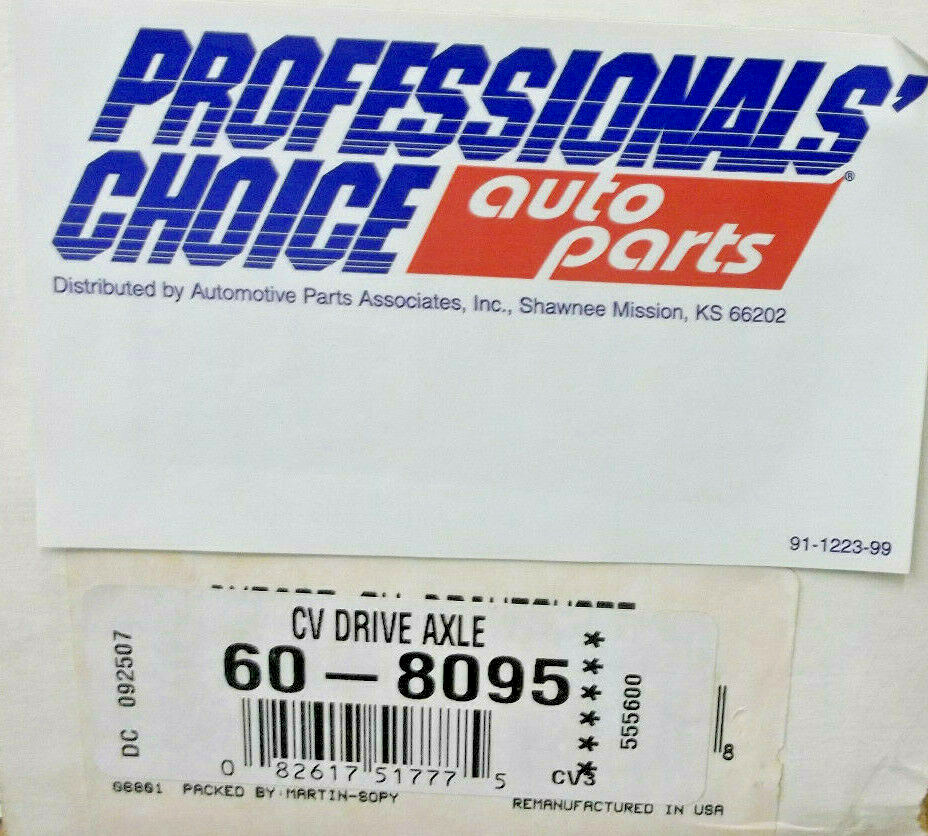 PROFESSIONALS'
CHOICE auto parts ®
Distributed by Automotive Parts Associates, Inc., Shawnee Mission, KS 66202
91-1223-99
CV DRIVE AXLE
60-8095
DC 092507
******
555600
0 82617 51777 5
CV3
8
G8861 PACKED BY:MARTIN-SOPY
REMANUFACTURED IN USA